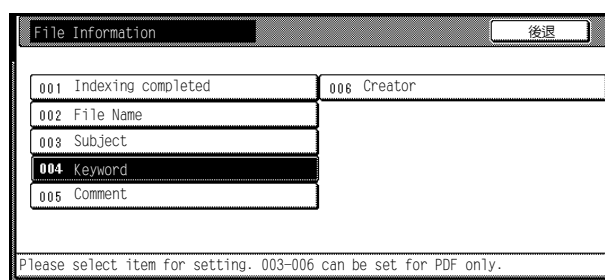 File Information
後退
001 Indexing completed
006 Creator
002 File Name
003 Subject
004 Keyword
005 Comment
Please select item for setting. 003-006 can be set for PDF only.